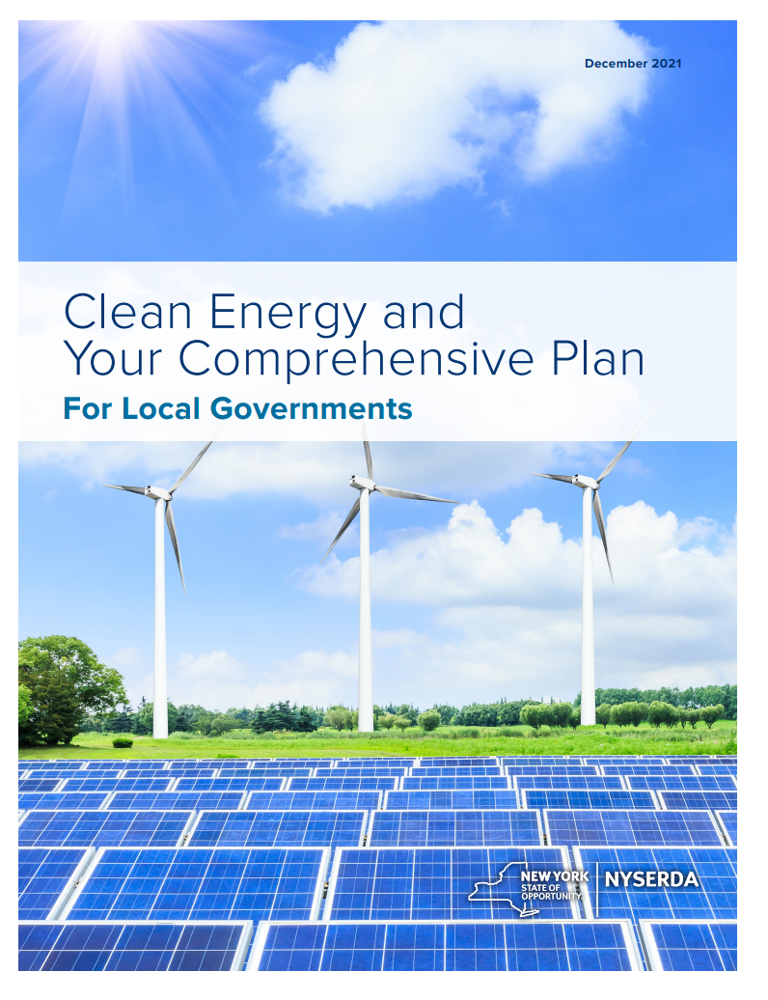 December 2021
Clean Energy and
Your Comprehensive Plan
For Local Governments
NEW YORK
STATE OF
OPPORTUNITY.
NYSERDA